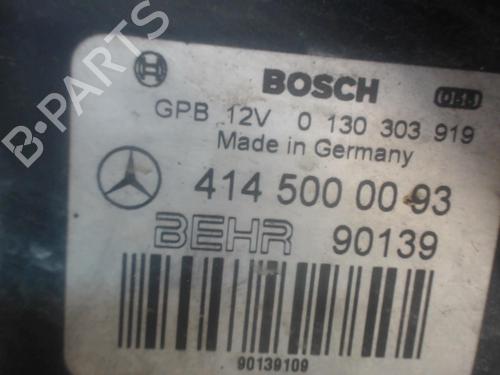 B-PARTS
BOSCH
GPB 12V 0 130 303 919
Made in Germany
414 500 00 93
BEHR 90139
90139109